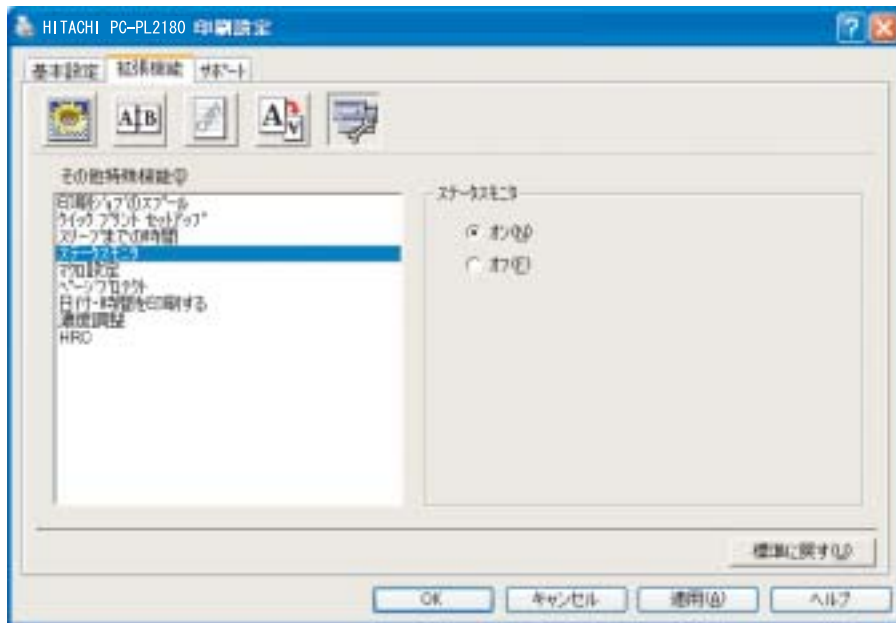 HITACHI PC-PL2180 印刷設定
基本設定 拡張機能 ｻﾎﾟｰﾄ
A B
A
その他特殊機能(I)
印刷ｼﾞｮﾌﾞのｽﾌﾟｰﾙ
ｸｲｯｸ ﾌﾟﾘﾝﾄ ｾｯﾄｱｯﾌﾟ
ｽﾘｰﾌﾟまでの時間
ｽﾃｰﾀｽﾓﾆﾀ
ﾏｸﾛ設定
ﾍﾟｰｼﾞﾌﾟﾛﾃｸﾄ
日付・時間を印刷する
濃度調整
HRC
ｽﾃｰﾀｽﾓﾆﾀ
ｵﾝ(N)
ｵﾌ(F)
標準に戻す(U)
OK
キャンセル
適用(A)
ヘルプ